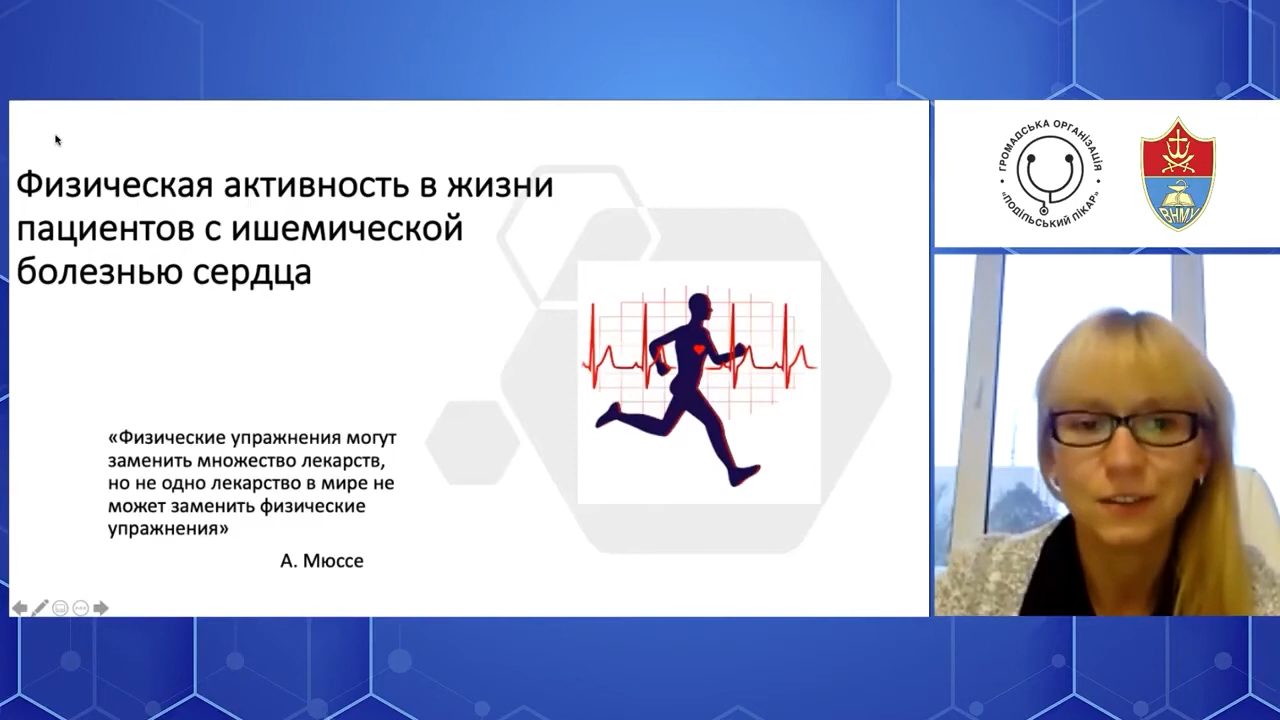 Физическая активность в жизни
пациентов с ишемической
болезнью сердца
«Физические упражнения могут
заменить множество лекарств,
но не одно лекарство в мире не
может заменить физические
упражнения»
А. Мюссе
ГРОМАДСЬКА ОРГАНІЗАЦІЯ
«ПОДІЛЬСЬКИЙ ЛІКАР»
ВНМУ